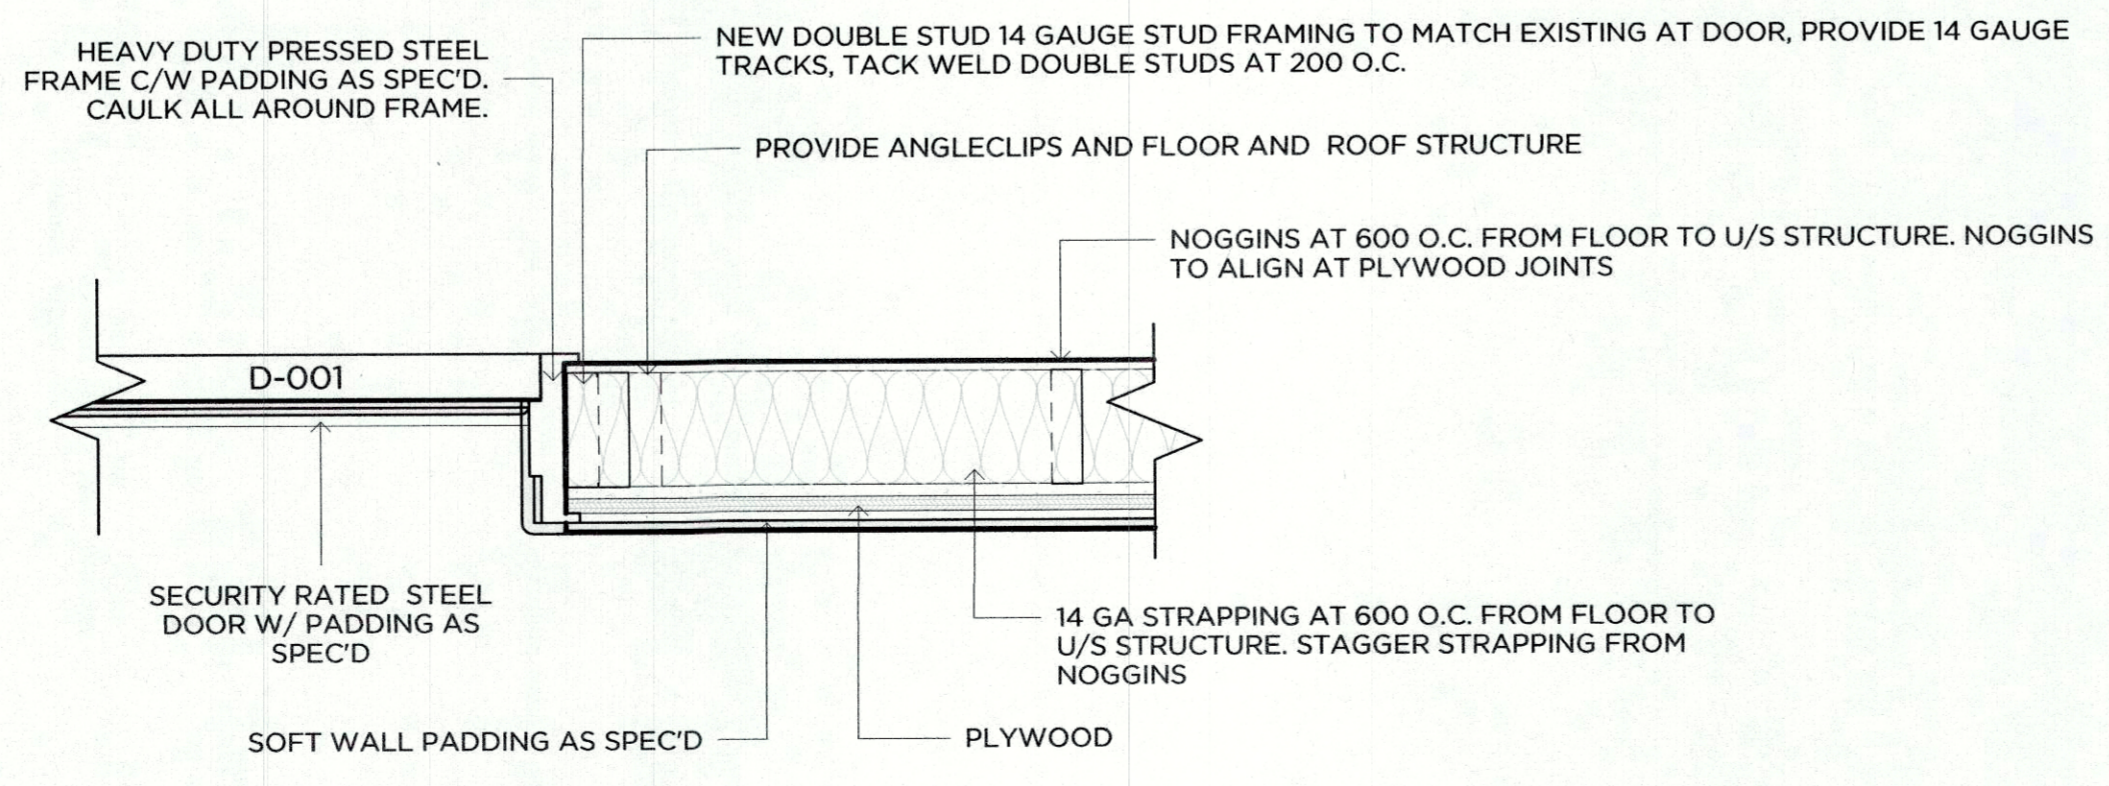 HEAVY DUTY PRESSED STEEL
FRAME C/W PADDING AS SPEC'D.
CAULK ALL AROUND FRAME.
NEW DOUBLE STUD 14 GAUGE STUD FRAMING TO MATCH EXISTING AT DOOR, PROVIDE 14 GAUGE
TRACKS, TACK WELD DOUBLE STUDS AT 200 O.C.
PROVIDE ANGLECLIPS AND FLOOR AND ROOF STRUCTURE
NOGGINS AT 600 O.C. FROM FLOOR TO U/S STRUCTURE. NOGGINS
TO ALIGN AT PLYWOOD JOINTS
D-001
SECURITY RATED STEEL
DOOR W/ PADDING AS
SPEC'D
14 GA STRAPPING AT 600 O.C. FROM FLOOR TO
U/S STRUCTURE. STAGGER STRAPPING FROM
NOGGINS
SOFT WALL PADDING AS SPEC'D
PLYWOOD